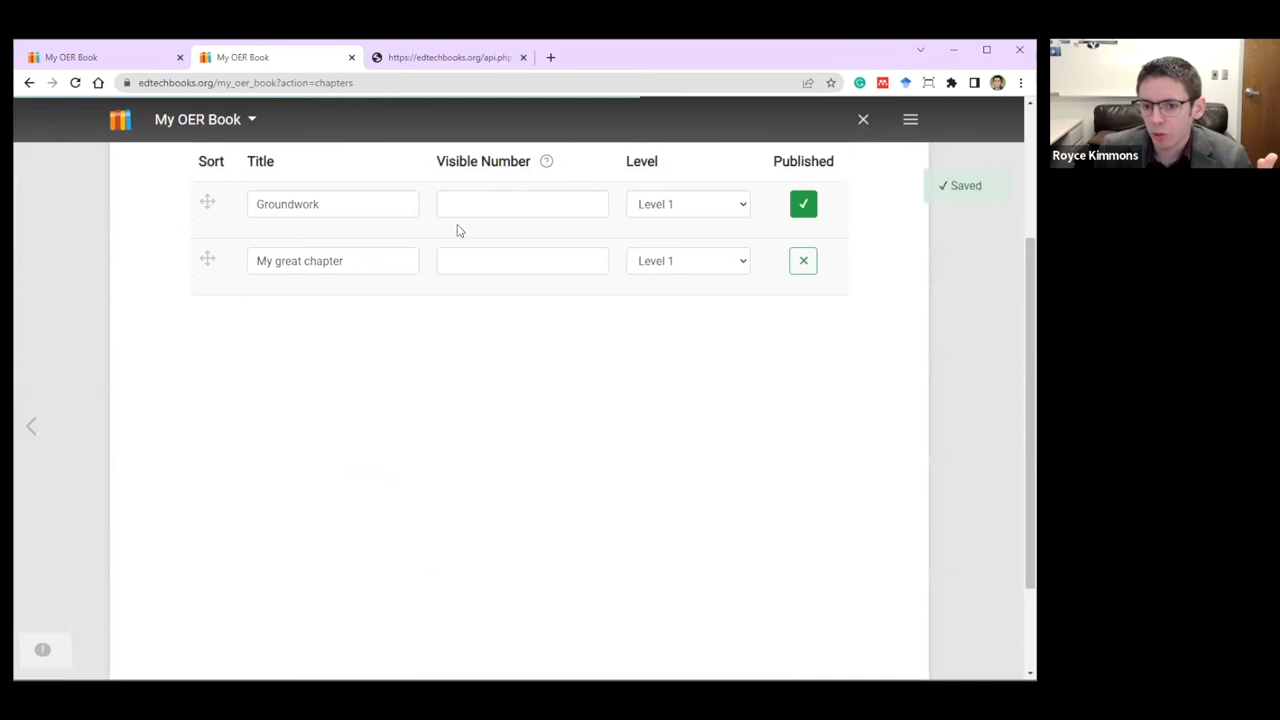 My OER Book
My OER Book
https://edtechbooks.org/api.php
edtechbooks.org/my_oer_book?action=chapters
My OER Book
Sort Title Visible Number Level Published
✓ Saved
Groundwork Level 1
My great chapter Level 1
Royce Kimmons